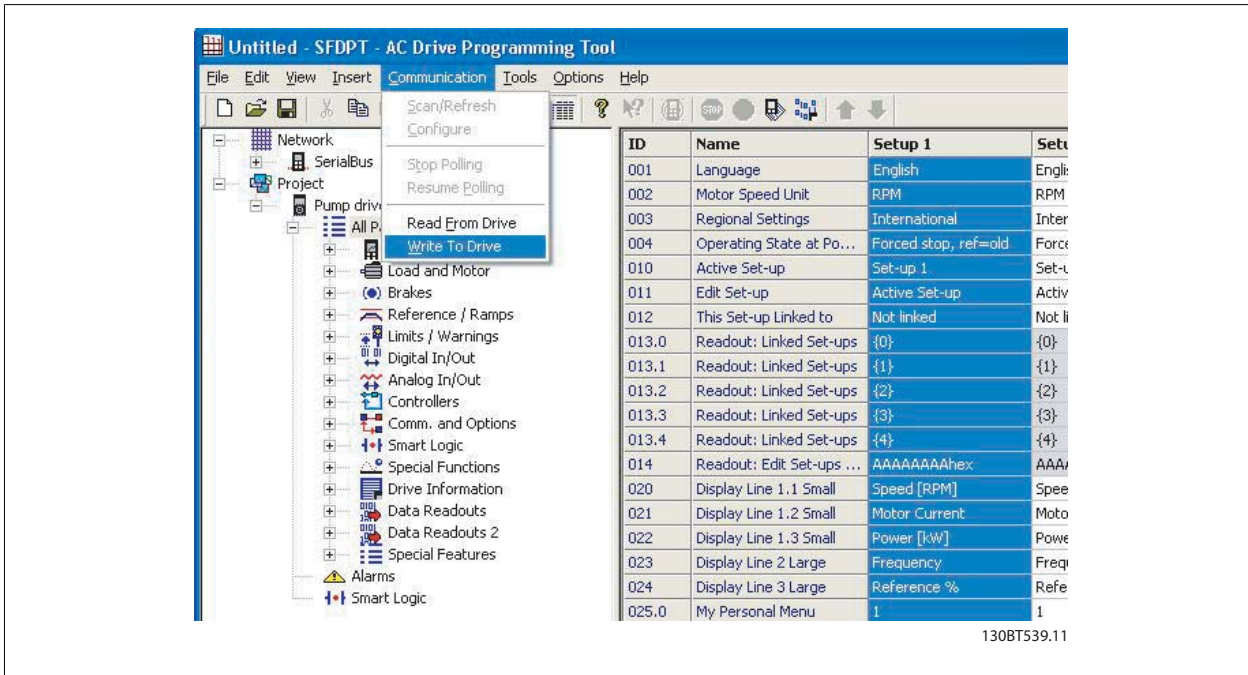 Untitled - SFDPT - AC Drive Programming Tool
File Edit View Insert Communication Tools Options Help
Scan/Refresh
Configure
Stop Polling
Resume Polling
Read From Drive
Write To Drive
Network
SerialBus
Project
Pump driv
All P
Load and Motor
Brakes
Reference / Ramps
Limits / Warnings
Digital In/Out
Analog In/Out
Controllers
Comm. and Options
Smart Logic
Special Functions
Drive Information
Data Readouts
Data Readouts 2
Special Features
Alarms
Smart Logic
ID Name Setup 1 Setu
001 Language English Englis
002 Motor Speed Unit RPM RPM
003 Regional Settings International Inter
004 Operating State at Po... Forced stop, ref=old Force
010 Active Set-up Set-up 1 Set-u
011 Edit Set-up Active Set-up Activ
012 This Set-up Linked to Not linked Not li
013.0 Readout: Linked Set-ups {0} {0}
013.1 Readout: Linked Set-ups {1} {1}
013.2 Readout: Linked Set-ups {2} {2}
013.3 Readout: Linked Set-ups {3} {3}
013.4 Readout: Linked Set-ups {4} {4}
014 Readout: Edit Set-ups ... AAAAAAAAhex AAA
020 Display Line 1.1 Small Speed [RPM] Spee
021 Display Line 1.2 Small Motor Current Moto
022 Display Line 1.3 Small Power [kW] Powe
023 Display Line 2 Large Frequency Freq
024 Display Line 3 Large Reference % Refe
025.0 My Personal Menu 1 1
130BT539.11